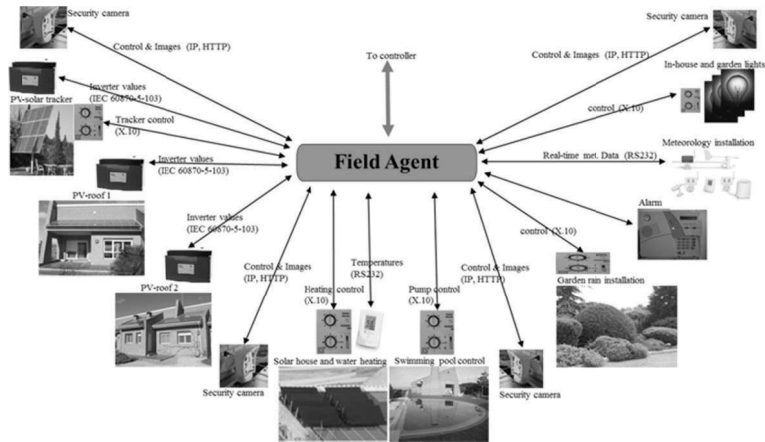 Security camera
Security camera
Control & Images (IP, HTTP)
To controller
Control & Images (IP, HTTP)
In-house and garden lights
Inverter values
(IEC 60870-5-103)
PV-solar tracker
Tracker control
(X.10)
control (X.10)
Field Agent
Meteorology installation
Real-time met. Data (RS232)
Inverter values
(IEC 60870-5-103)
PV-roof 1
Alarm
Inverter values
(IEC 60870-5-103)
control (X.10)
Control & Images
(IP, HTTP)
Temperatures
(RS232)
Control & Images
(IP, HTTP)
Heating control
(X.10)
Pump control
(X.10)
PV-roof 2
Garden rain installation
Solar house and water heating
Swimming pool control
Security camera
Security camera